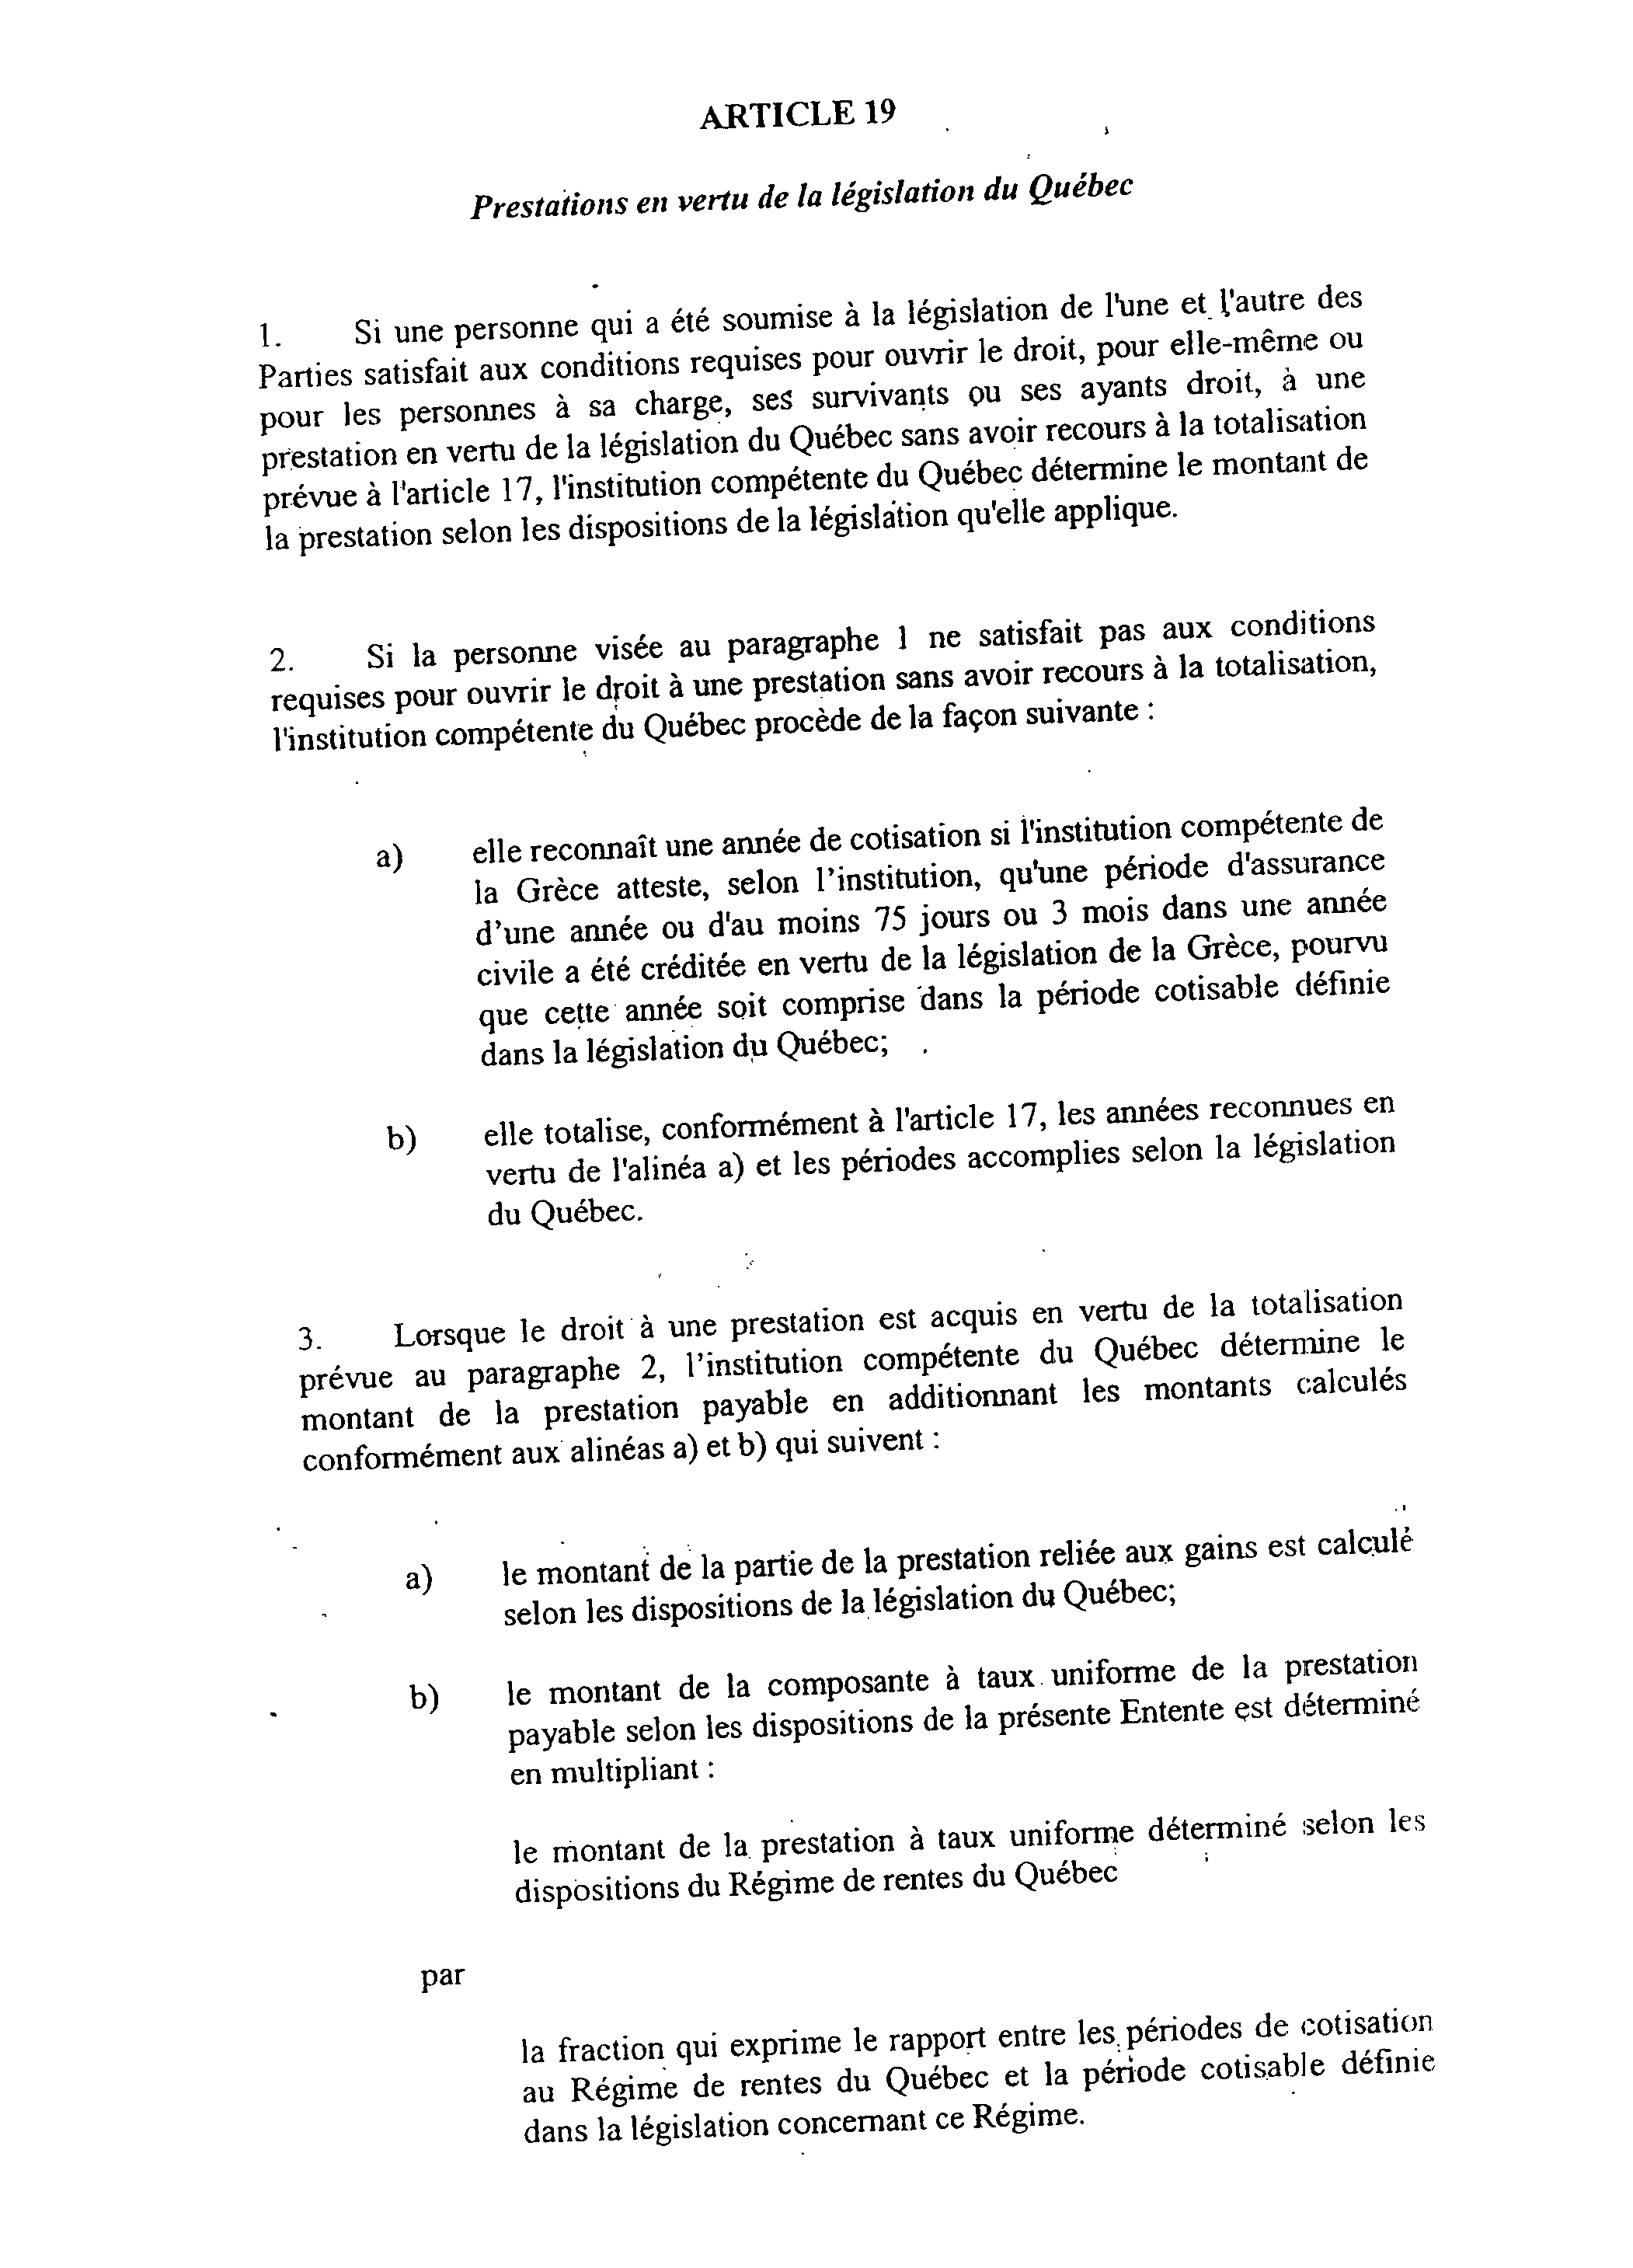 ARTICLE 19
Prestations en vertu de la législation du Québec
1. Si une personne qui a été soumise à la législation de l'une et l'autre des
Parties satisfait aux conditions requises pour ouvrir le droit, pour elle-même ou
pour les personnes à sa charge, ses survivants ou ses ayants droit, à une
prestation en vertu de la législation du Québec sans avoir recours à la totalisation
prévue à l'article 17, l'institution compétente du Québec détermine le montant de
la prestation selon les dispositions de la législation qu'elle applique.
2. Si la personne visée au paragraphe 1 ne satisfait pas aux conditions
requises pour ouvrir le droit à une prestation sans avoir recours à la totalisation,
l'institution compétente du Québec procède de la façon suivante :
a) elle reconnaît une année de cotisation si l'institution compétente de
la Grèce atteste, selon l’institution, qu'une période d'assurance
d’une année ou d'au moins 75 jours ou 3 mois dans une année
civile a été créditée en vertu de la législation de la Grèce, pourvu
que cette année soit comprise dans la période cotisable définie
dans la législation du Québec;
b) elle totalise, conformément à l'article 17, les années reconnues en
vertu de l'alinéa a) et les périodes accomplies selon la législation
du Québec.
3. Lorsque le droit à une prestation est acquis en vertu de la totalisation
prévue au paragraphe 2, l’institution compétente du Québec détermine le
montant de la prestation payable en additionnant les montants calculés
conformément aux alinéas a) et b) qui suivent :
a) le montant de la partie de la prestation reliée aux gains est calculé
selon les dispositions de la législation du Québec;
b) le montant de la composante à taux uniforme de la prestation
payable selon les dispositions de la présente Entente est déterminé
en multipliant :
le montant de la prestation à taux uniforme déterminé selon les
dispositions du Régime de rentes du Québec
par
la fraction qui exprime le rapport entre les périodes de cotisation
au Régime de rentes du Québec et la période cotisable définie
dans la législation concernant ce Régime.